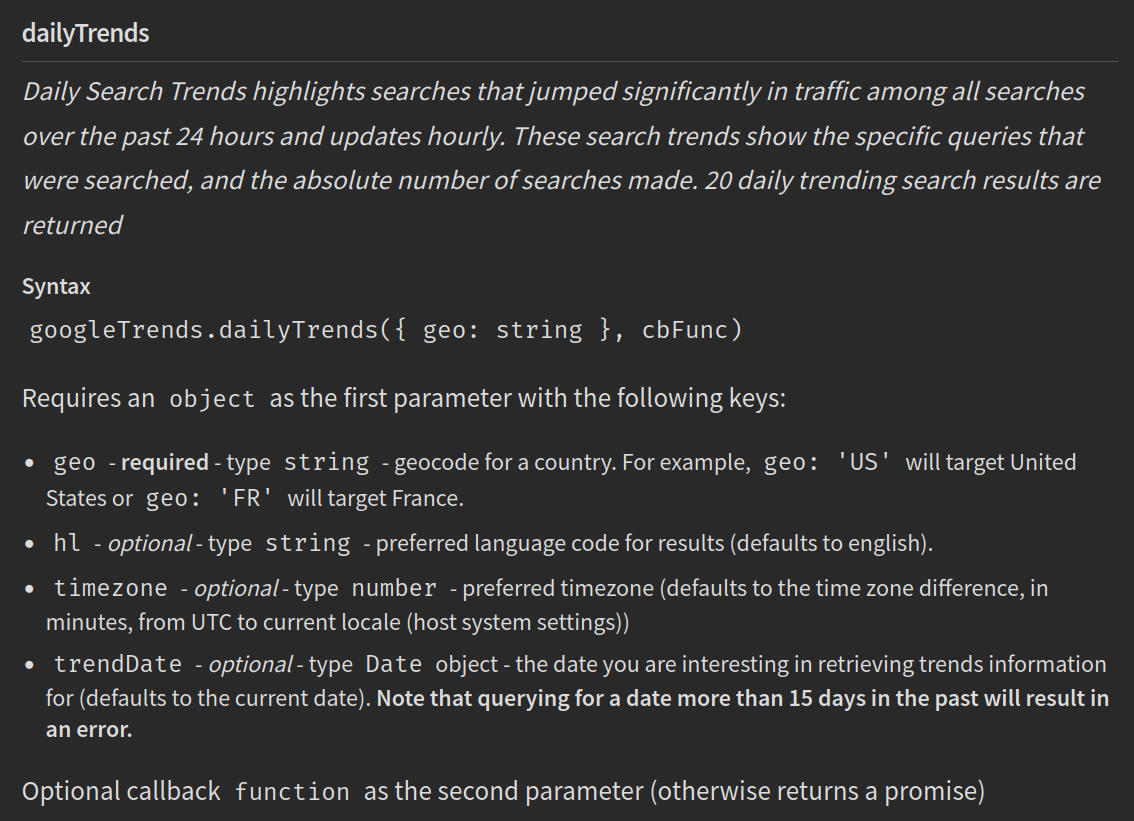 dailyTrends
Daily Search Trends highlights searches that jumped significantly in traffic among all searches
over the past 24 hours and updates hourly. These search trends show the specific queries that
were searched, and the absolute number of searches made. 20 daily trending search results are
returned
Syntax
googleTrends.dailyTrends({ geo: string }, cbFunc)
Requires an object as the first parameter with the following keys:
• geo - required - type string - geocode for a country. For example, geo: 'US' will target United
States or geo: 'FR' will target France.
• hl - optional - type string - preferred language code for results (defaults to english).
• timezone - optional - type number - preferred timezone (defaults to the time zone difference, in
minutes, from UTC to current locale (host system settings))
• trendDate - optional - type Date object - the date you are interesting in retrieving trends information
for (defaults to the current date). Note that querying for a date more than 15 days in the past will result in
an error.
Optional callback function as the second parameter (otherwise returns a promise)